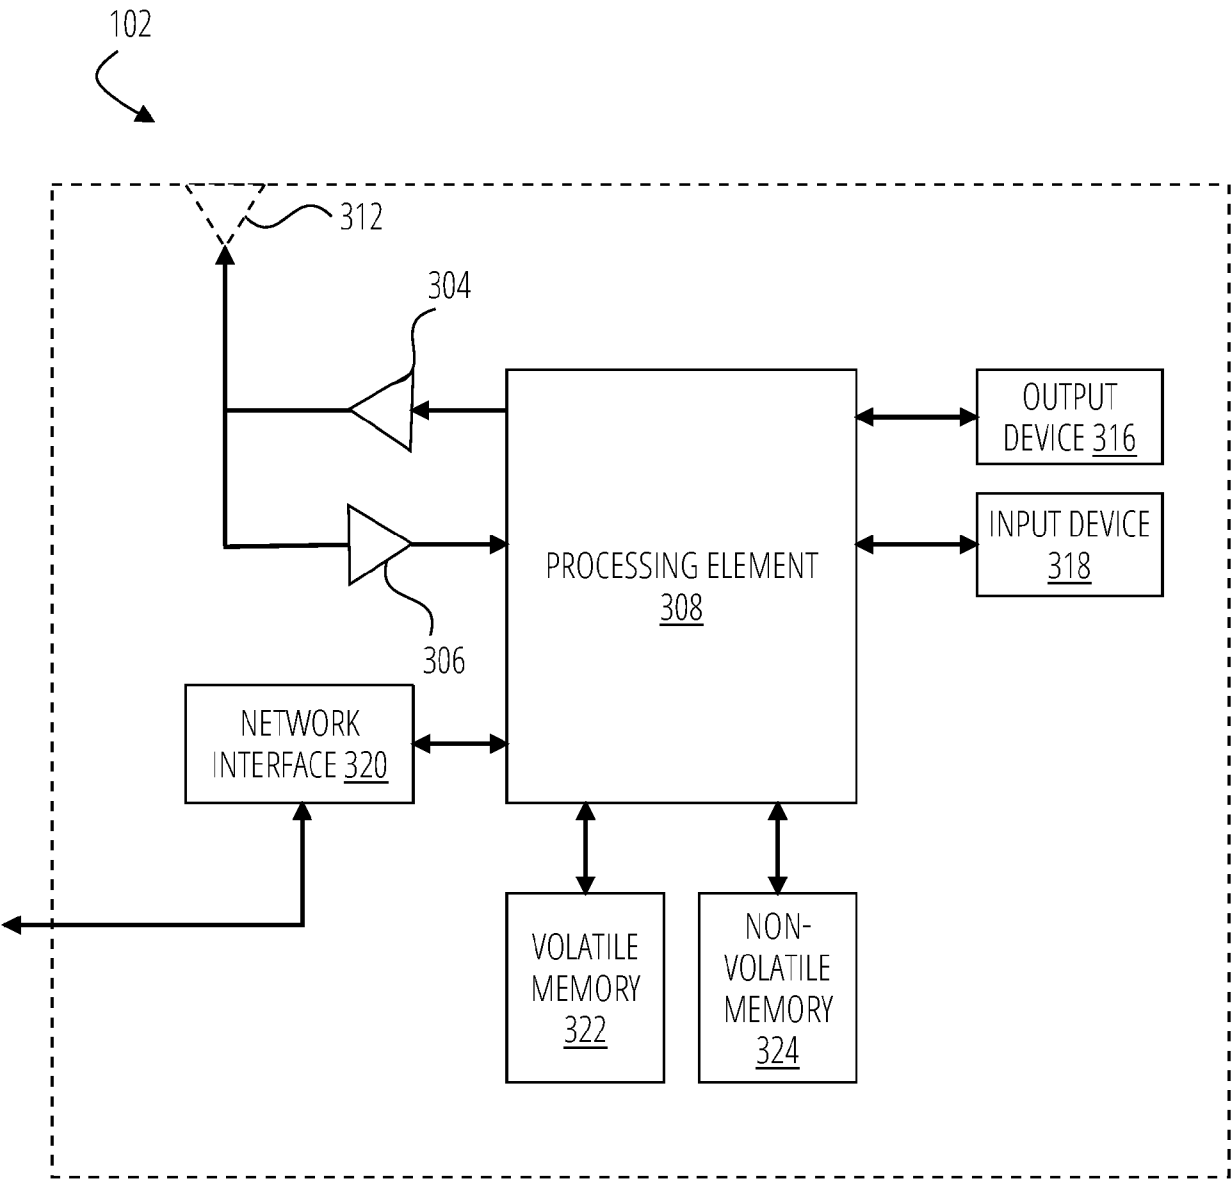 102
312
304
OUTPUT
DEVICE 316
INPUT DEVICE
318
PROCESSING ELEMENT
308
306
NETWORK
INTERFACE 320
VOLATILE
MEMORY
322
NON-
VOLATILE
MEMORY
324